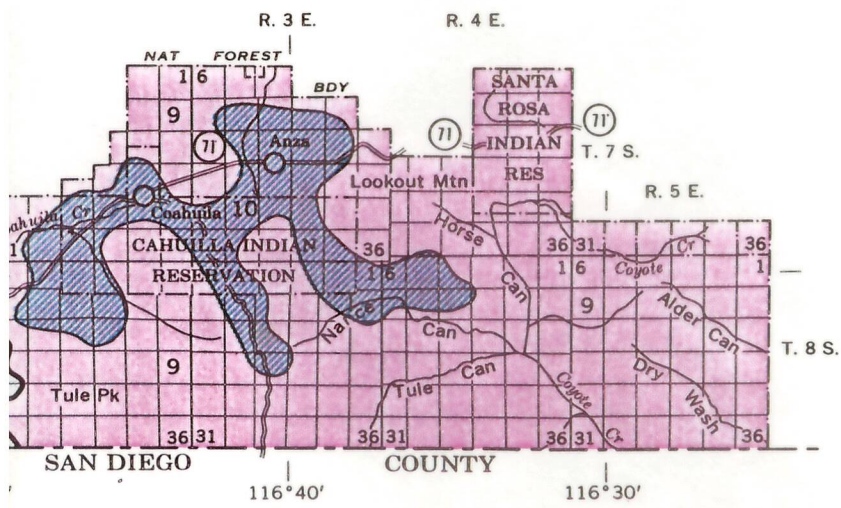 R. 3 E.
R. 4 E.
NAT FOREST
BDY
1 6
SANTA
ROSA
INDIAN
RES
9
71
Anza
71
71
T. 7 S.
Lookout Mtn
R. 5 E.
Cr
Coahuila
10
Horse
Can
CAHUILLA INDIAN
RESERVATION
36
1 6
36 31
1 6
Coyote
Cr
36
1
1
9
Alder Can
Can
T. 8 S.
9
Tule Can
Coyote
Cr
Dry
Wash
Tule Pk
36 31
36 31
36 31
36
SAN DIEGO COUNTY
116°40'
116°30'